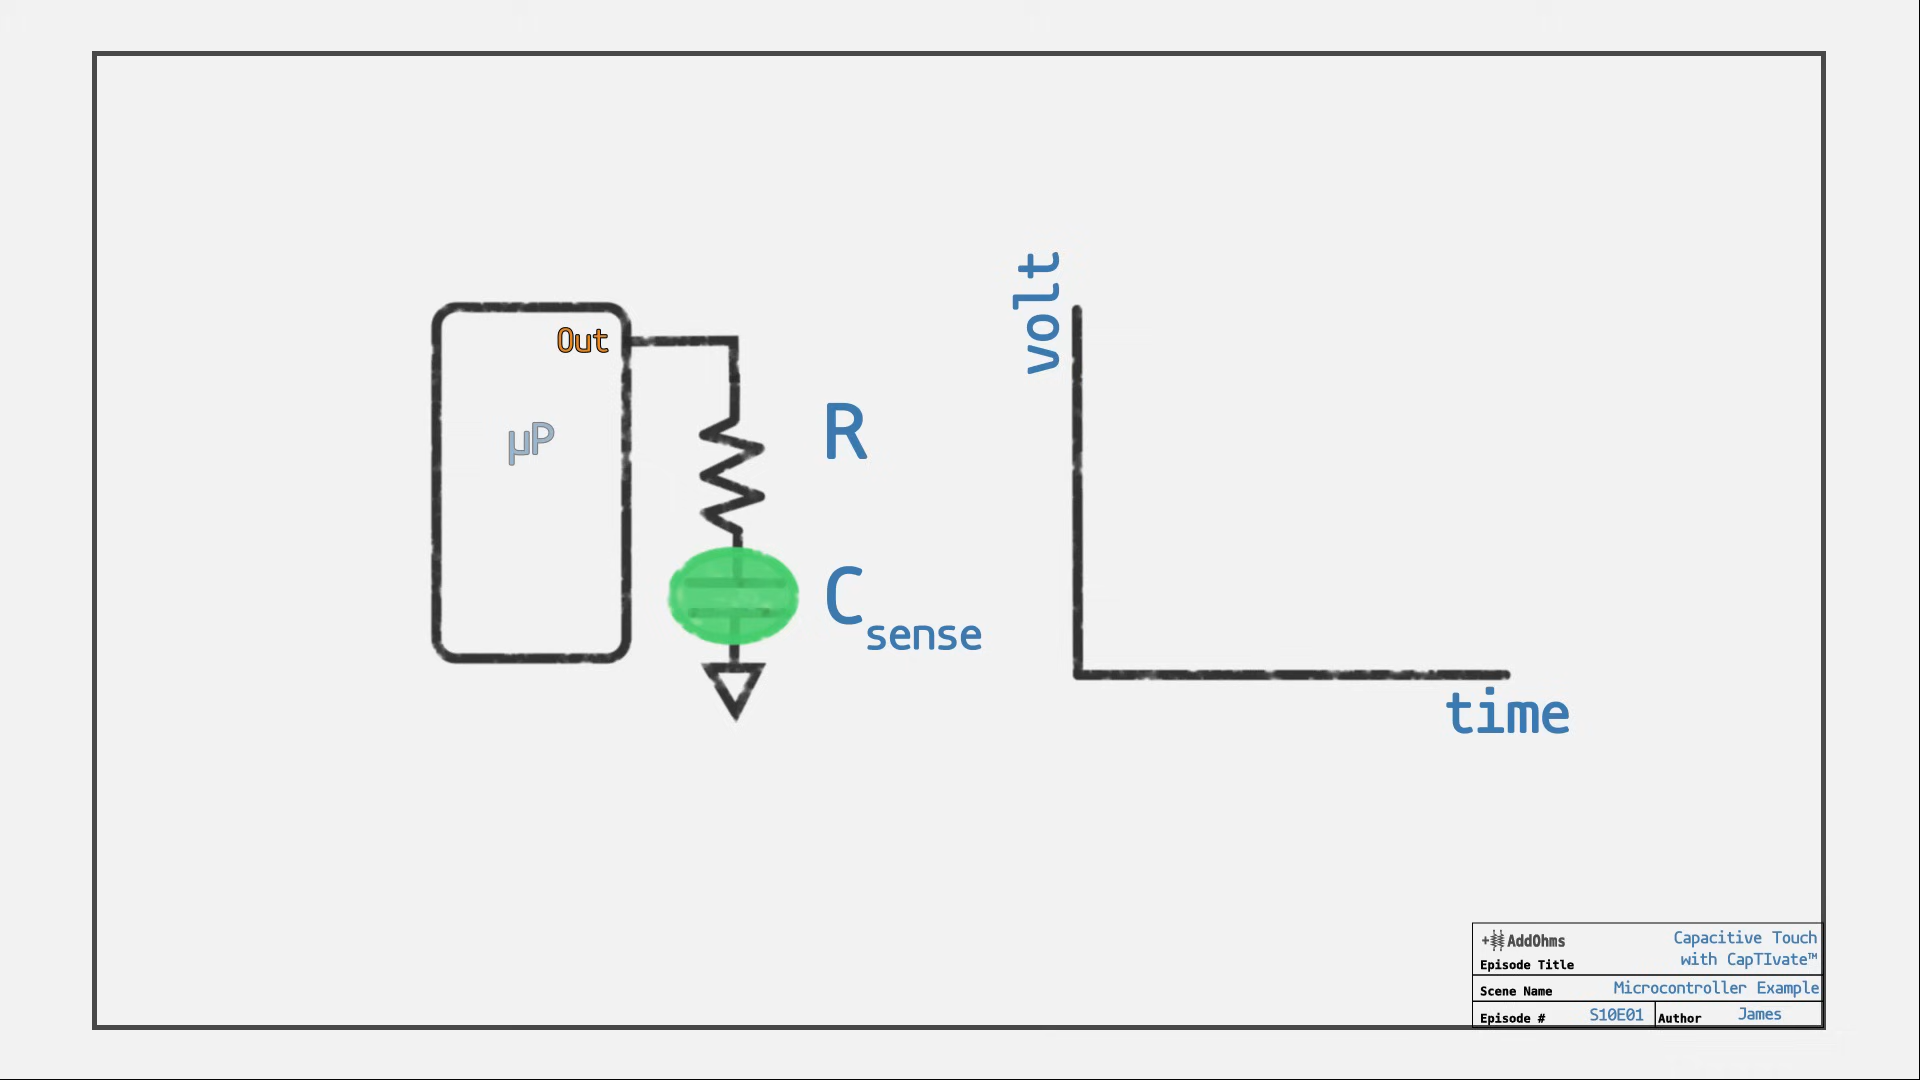 Out
µP
R
C
sense
volt
time
AddOhms
Episode Title
Capacitive Touch
with CapTIvate™
Scene Name
Microcontroller Example
Episode #
S10E01
Author
James